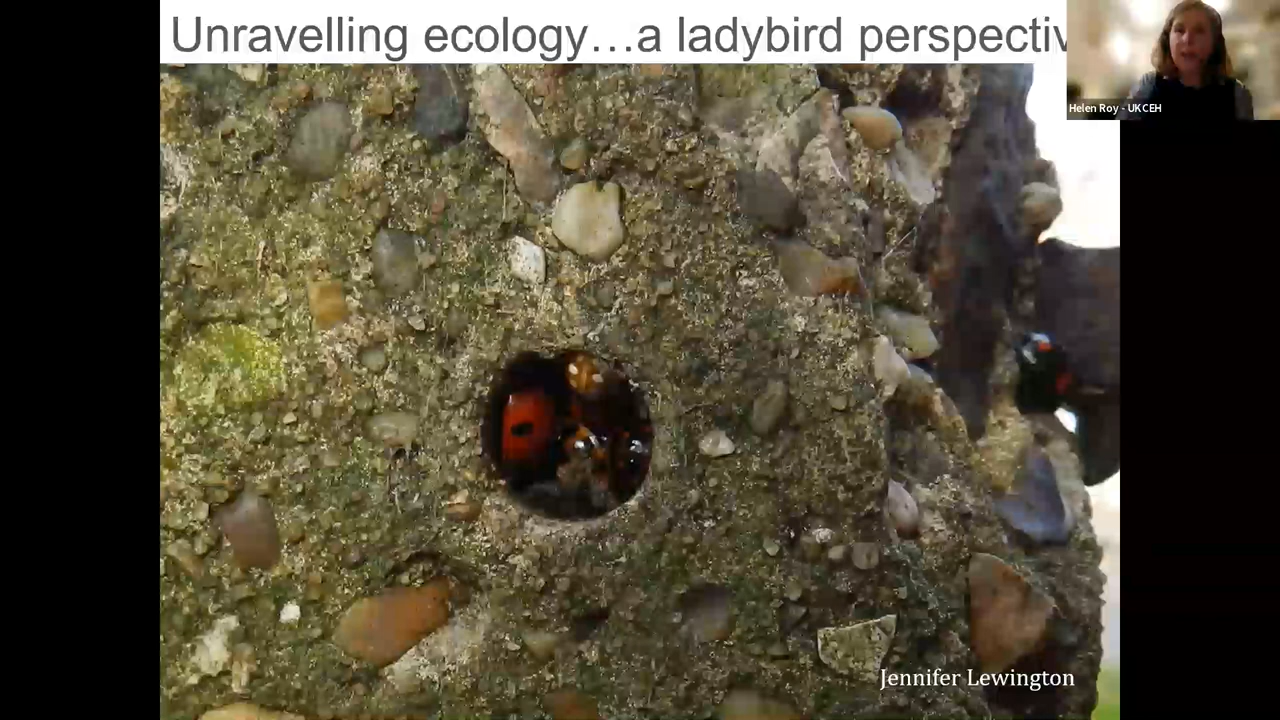 Unravelling ecology…a ladybird perspectiv
Helen Roy - UKCEH
Jennifer Lewington